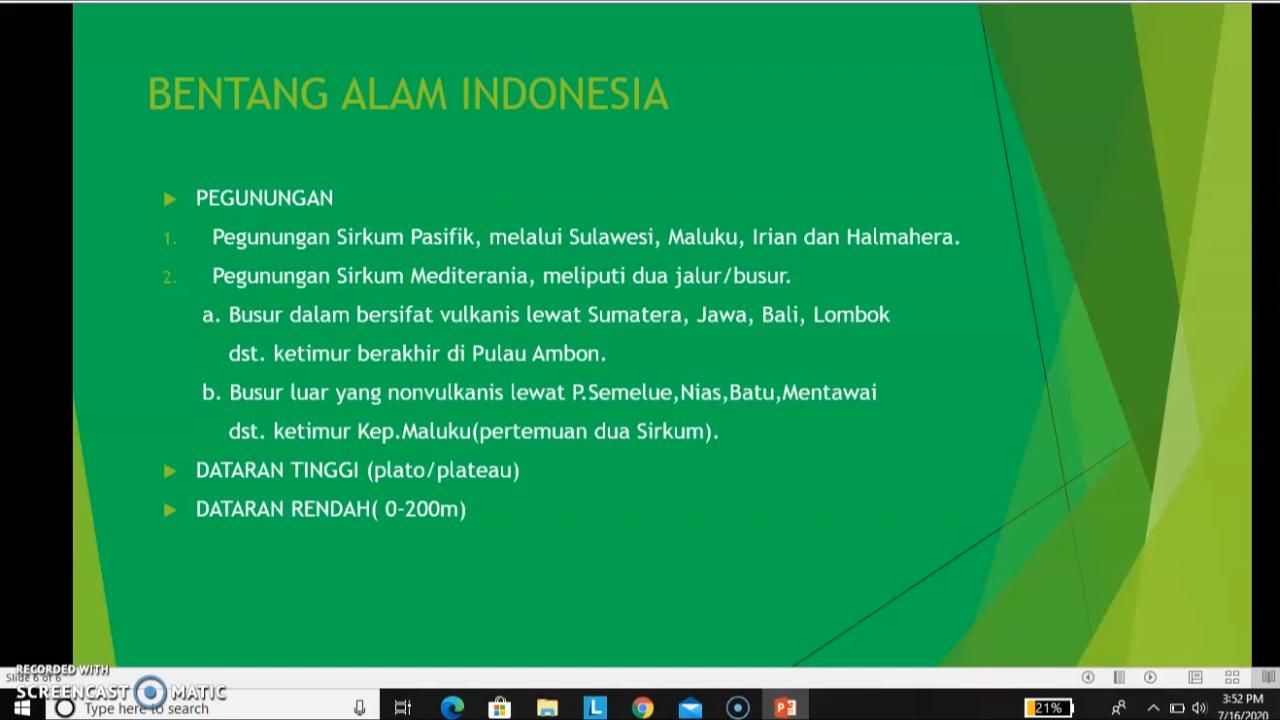 BENTANG ALAM INDONESIA
PEGUNUNGAN
1. Pegunungan Sirkum Pasifik, melalui Sulawesi, Maluku, Irian dan Halmahera.
2. Pegunungan Sirkum Mediterania, meliputi dua jalur/busur.
a. Busur dalam bersifat vulkanis lewat Sumatera, Jawa, Bali, Lombok
dst. ketimur berakhir di Pulau Ambon.
b. Busur luar yang nonvulkanis lewat P.Semelue,Nias,Batu,Mentawai
dst. ketimur Kep.Maluku(pertemuan dua Sirkum).
DATARAN TINGGI (plato/plateau)
DATARAN RENDAH( 0-200m)
RECORDED WITH
Slide 6 of 6
SCREENCAST MATIC
Type here to search
21%
3:52 PM
7/16/2020